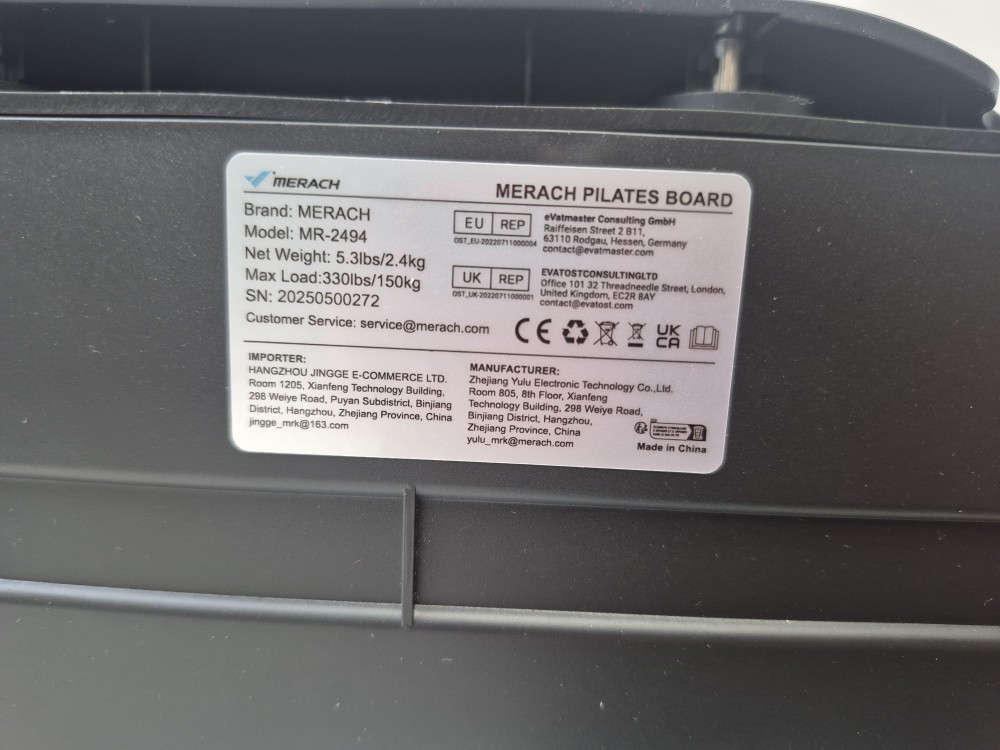 MERACH
MERACH PILATES BOARD
Brand: MERACH
Model: MR-2494
Net Weight: 5.3lbs/2.4kg
Max Load:330lbs/150kg
SN: 20250500272
Customer Service: service@merach.com
EU REP
OST_EU-20220711000004
eVatmaster Consulting GmbH
Raiffeisen Street 2 B11,
63110 Rodgau, Hessen, Germany
contact@evatmaster.com
UK REP
OST_UK-20220711000001
EVATOSTCONSULTINGLTD
Office 101 32 Threadneedle Street, London,
United Kingdom, EC2R 8AY
contact@evatost.com
CE
UK
CA
IMPORTER:
HANGZHOU JINGGE E-COMMERCE LTD.
Room 1205, Xianfeng Technology Building,
298 Weiye Road, Puyan Subdistrict, Binjiang
District, Hangzhou, Zhejiang Province, China
jingge_mrk@163.com
MANUFACTURER:
Zhejiang Yulu Electronic Technology Co.,Ltd.
Room 805, 8th Floor, Xianfeng
Technology Building, 298 Weiye Road,
Binjiang District, Hangzhou,
Zhejiang Province, China
yulu_mrk@merach.com
Made in China